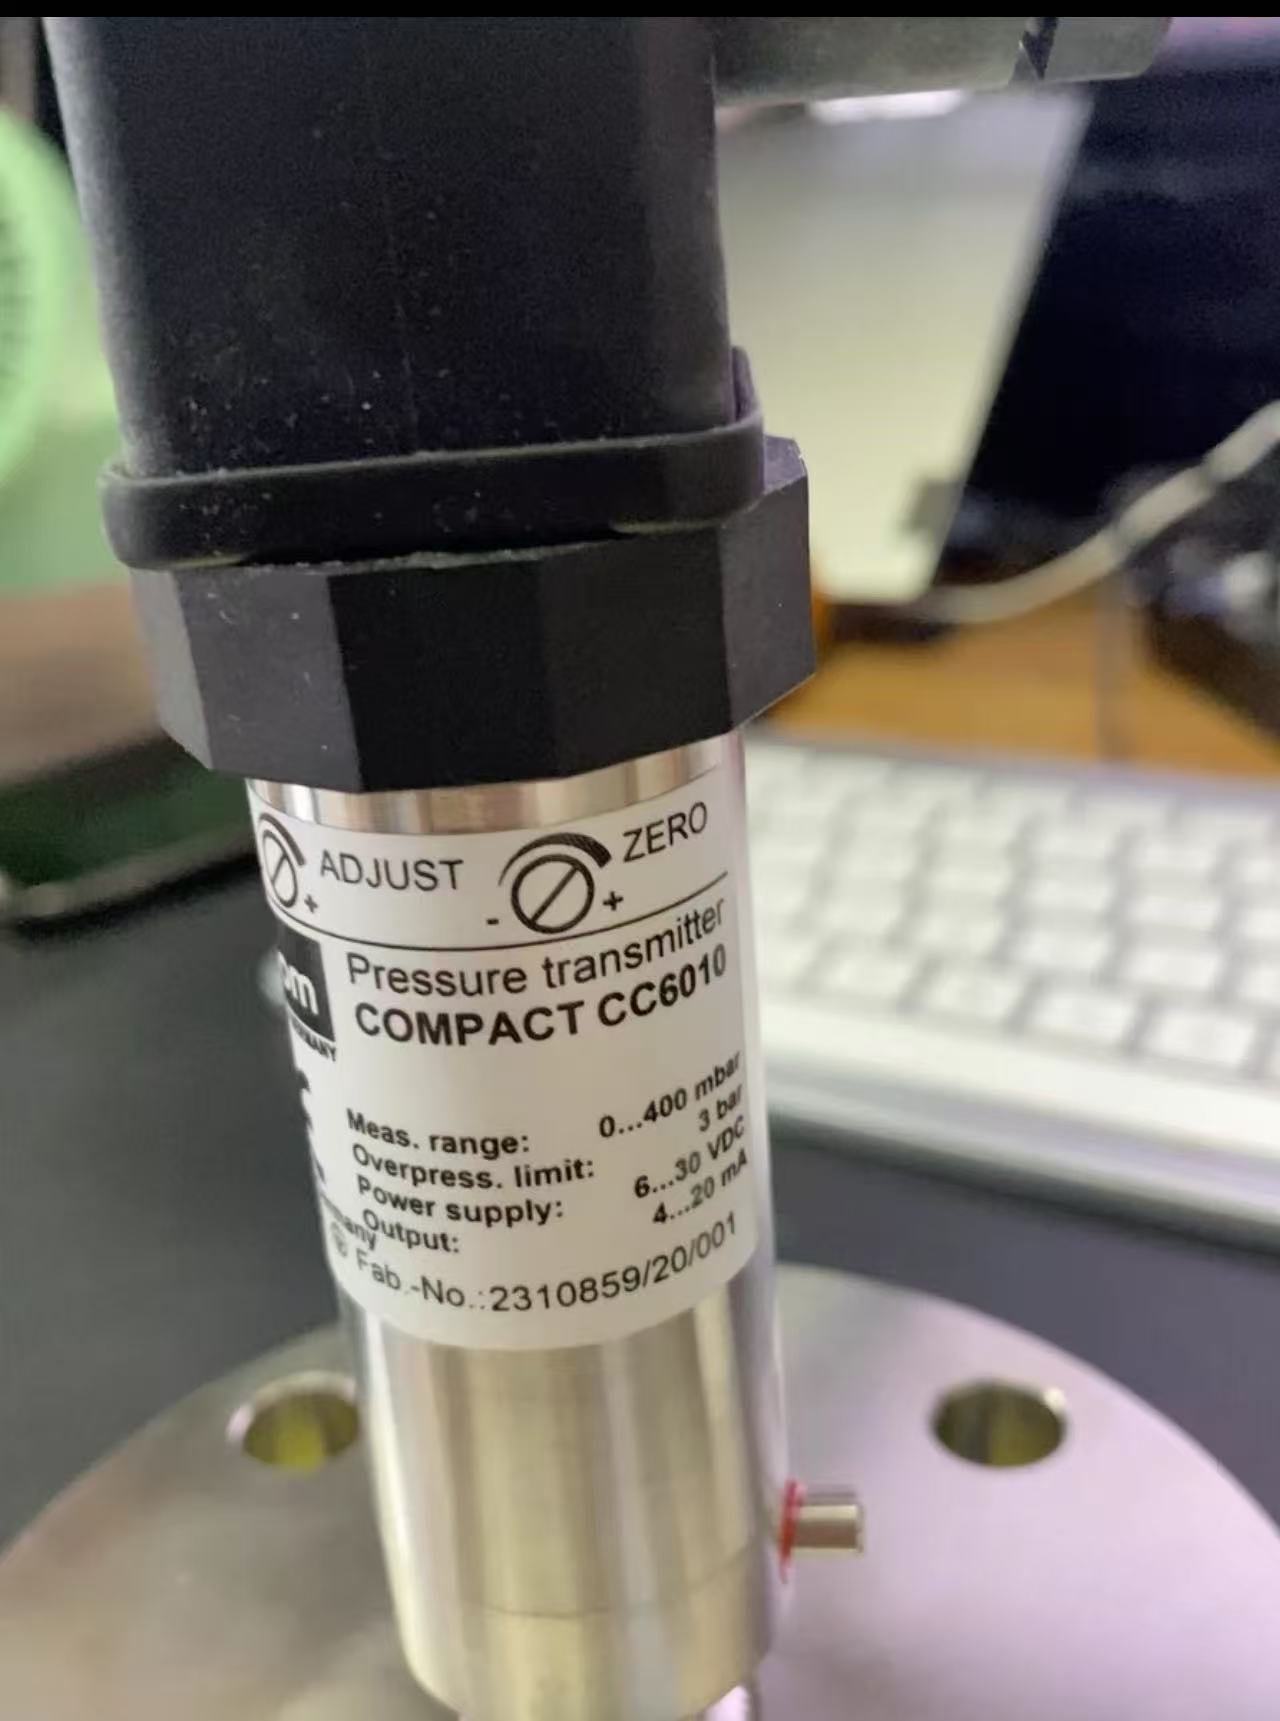 ADJUST
- + ZERO
+
Pressure transmitter
COMPACT CC6010
Meas. range: 0...400 mbar
Overpress. limit: 3 bar
Power supply: 6...30 VDC
Output: 4...20 mA
Fab.-No.:2310859/20/001